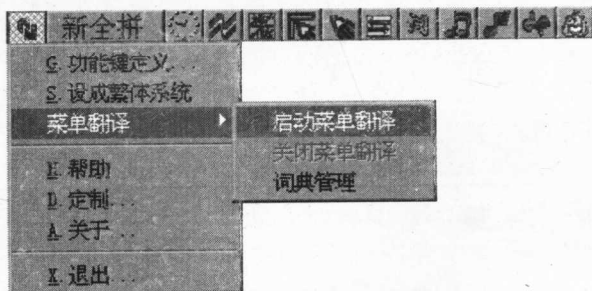 新全拼
G. 功能键定义...
S. 设成繁体系统
菜单翻译
启动菜单翻译
关闭菜单翻译
词典管理
H. 帮助
D. 定制...
A. 关于...
X. 退出...